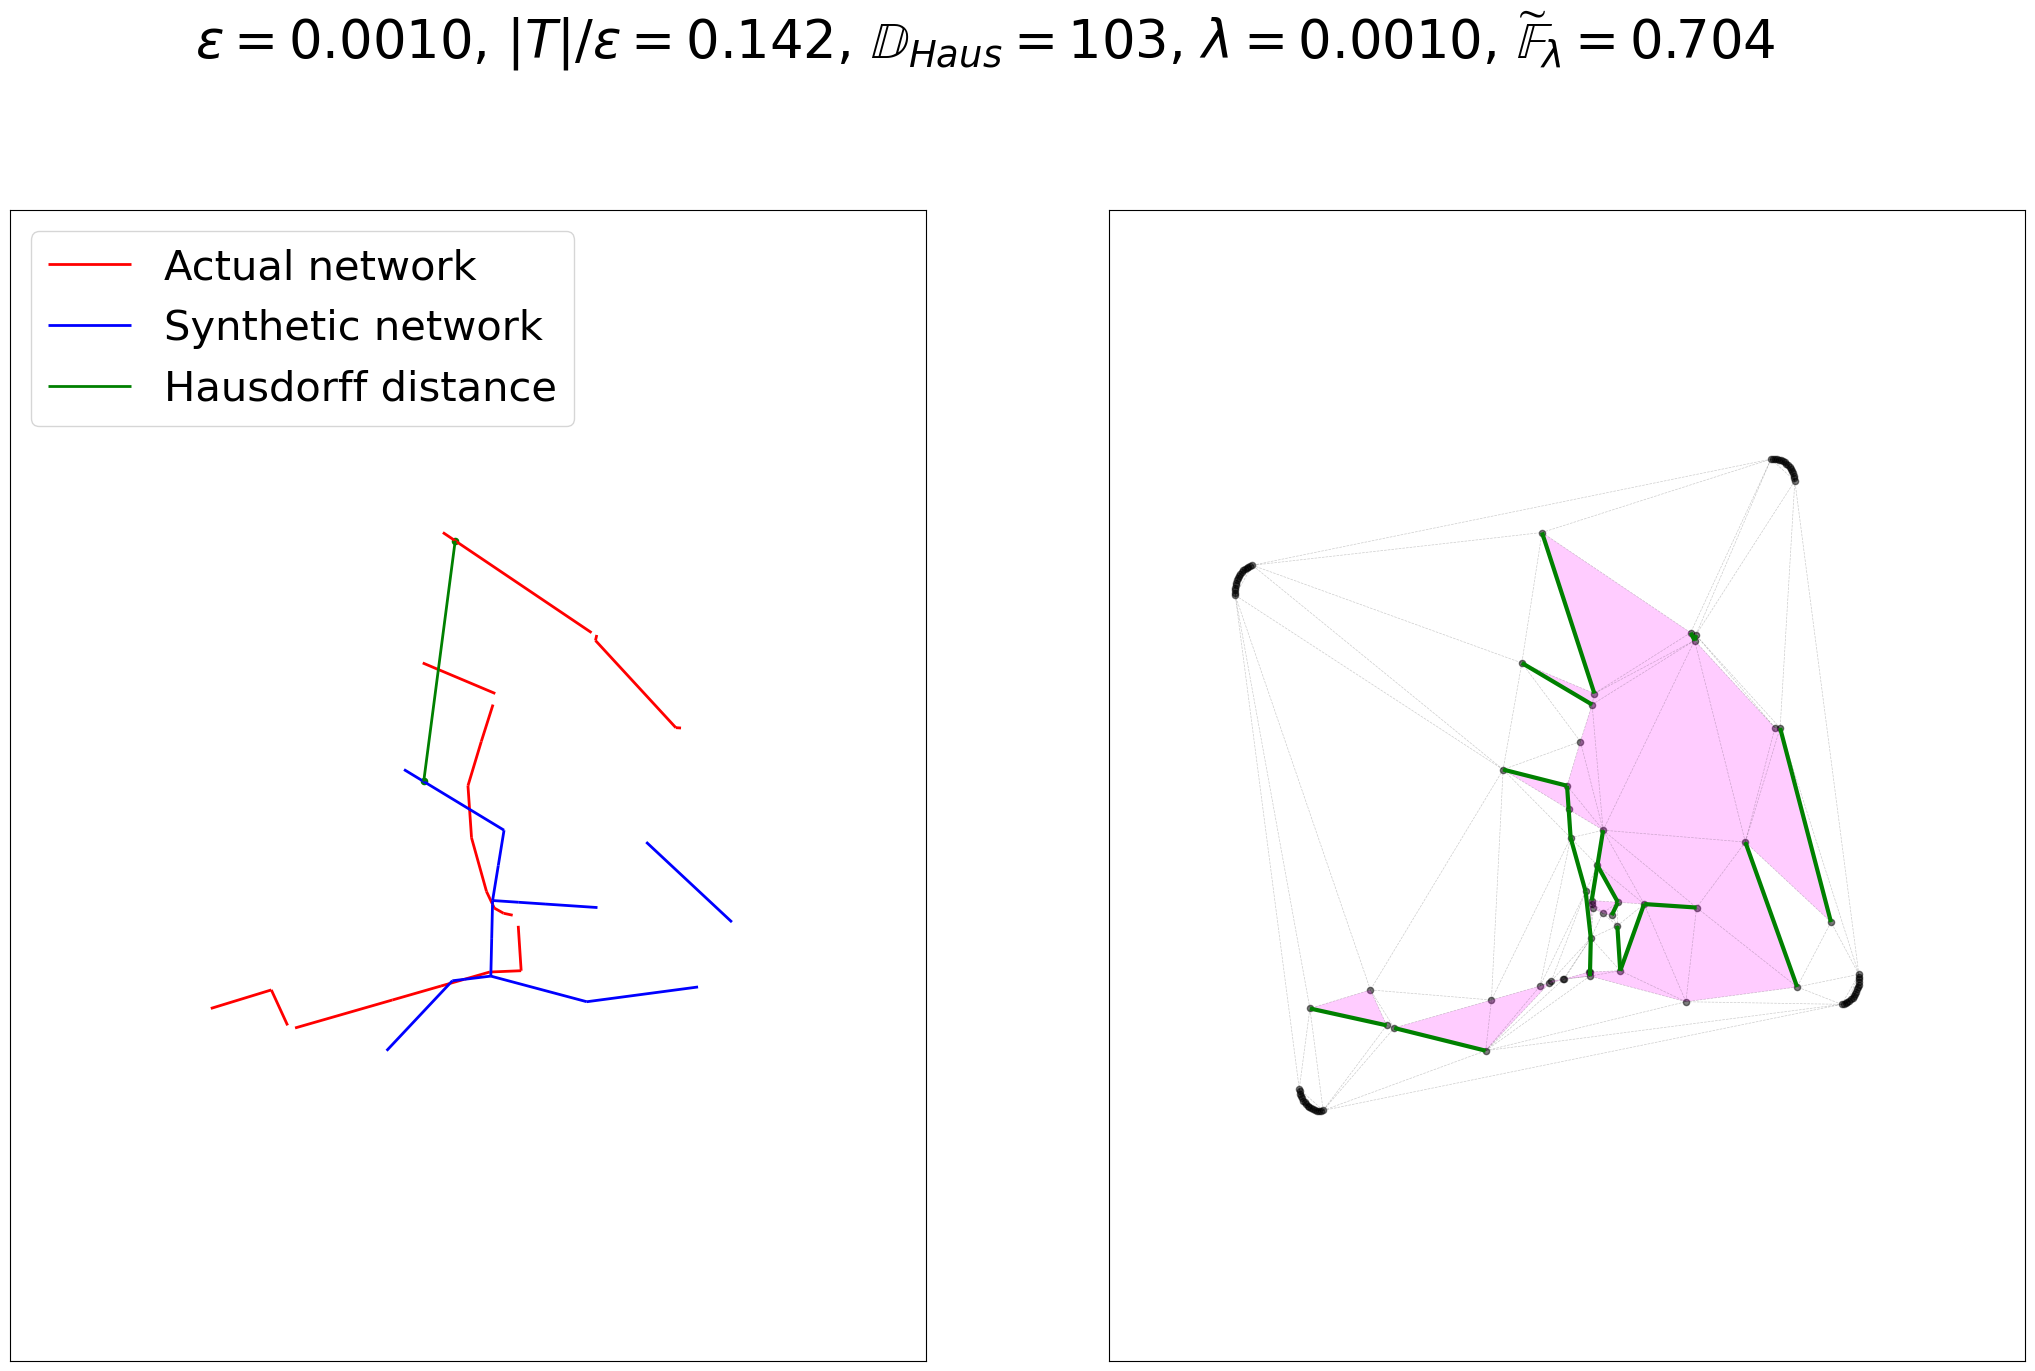 ε = 0.0010, |T|/ε = 0.142, 𝔻_Haus = 103, λ = 0.0010, 𝔽̃_λ = 0.704
Actual network
Synthetic network
Hausdorff distance